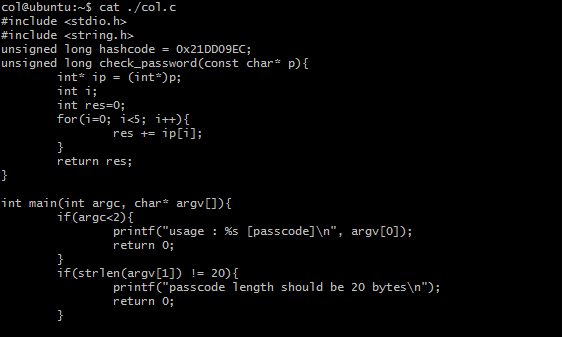 col@ubuntu:~$ cat ./col.c
#include <stdio.h>
#include <string.h>
unsigned long hashcode = 0x21DD09EC;
unsigned long check_password(const char* p){
        int* ip = (int*)p;
        int i;
        int res=0;
        for(i=0; i<5; i++){
                res += ip[i];
        }
        return res;
}

int main(int argc, char* argv[]){
        if(argc<2){
                printf("usage : %s [passcode]\n", argv[0]);
                return 0;
        }
        if(strlen(argv[1]) != 20){
                printf("passcode length should be 20 bytes\n");
                return 0;
        }